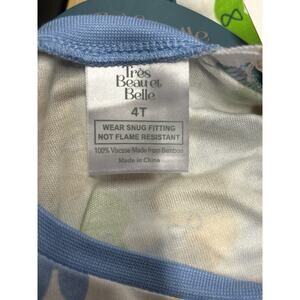 Très
Beau et
Belle
4T
WEAR SNUG FITTING
NOT FLAME RESISTANT
100% Viscose Made from Bamboo
Made in China